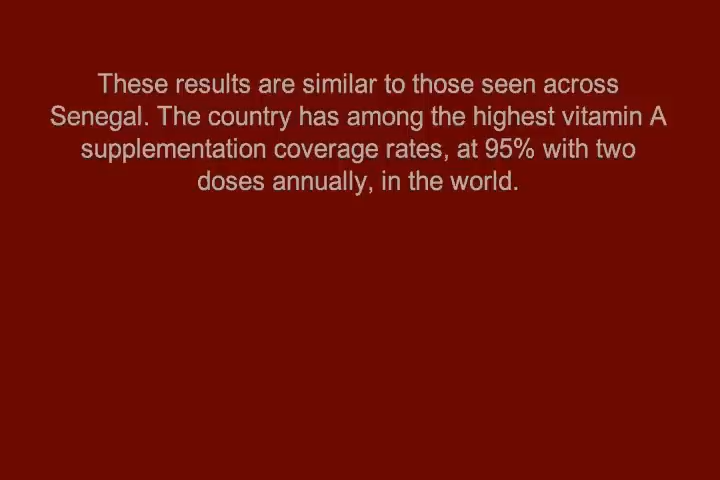 These results are similar to those seen across
Senegal. The country has among the highest vitamin A
supplementation coverage rates, at 95% with two
doses annually, in the world.